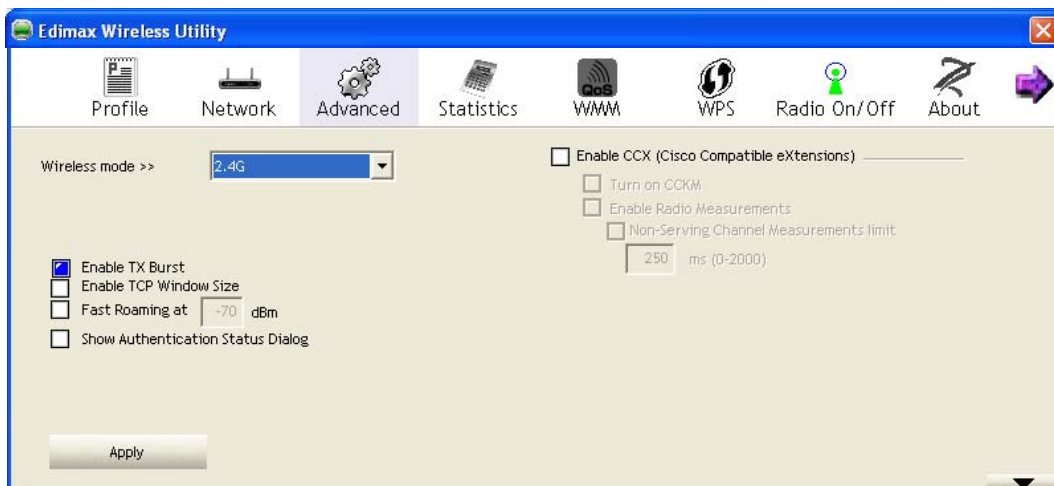 Edimax Wireless Utility
P
QoS
Profile Network Advanced Statistics WMM WPS Radio On/Off About
Wireless mode >> 2.4G
Enable TX Burst
Enable TCP Window Size
Fast Roaming at -70 dBm
Show Authentication Status Dialog
Enable CCX (Cisco Compatible eXtensions)
Turn on CCKM
Enable Radio Measurements
Non-Serving Channel Measurements limit
250 ms (0-2000)
Apply